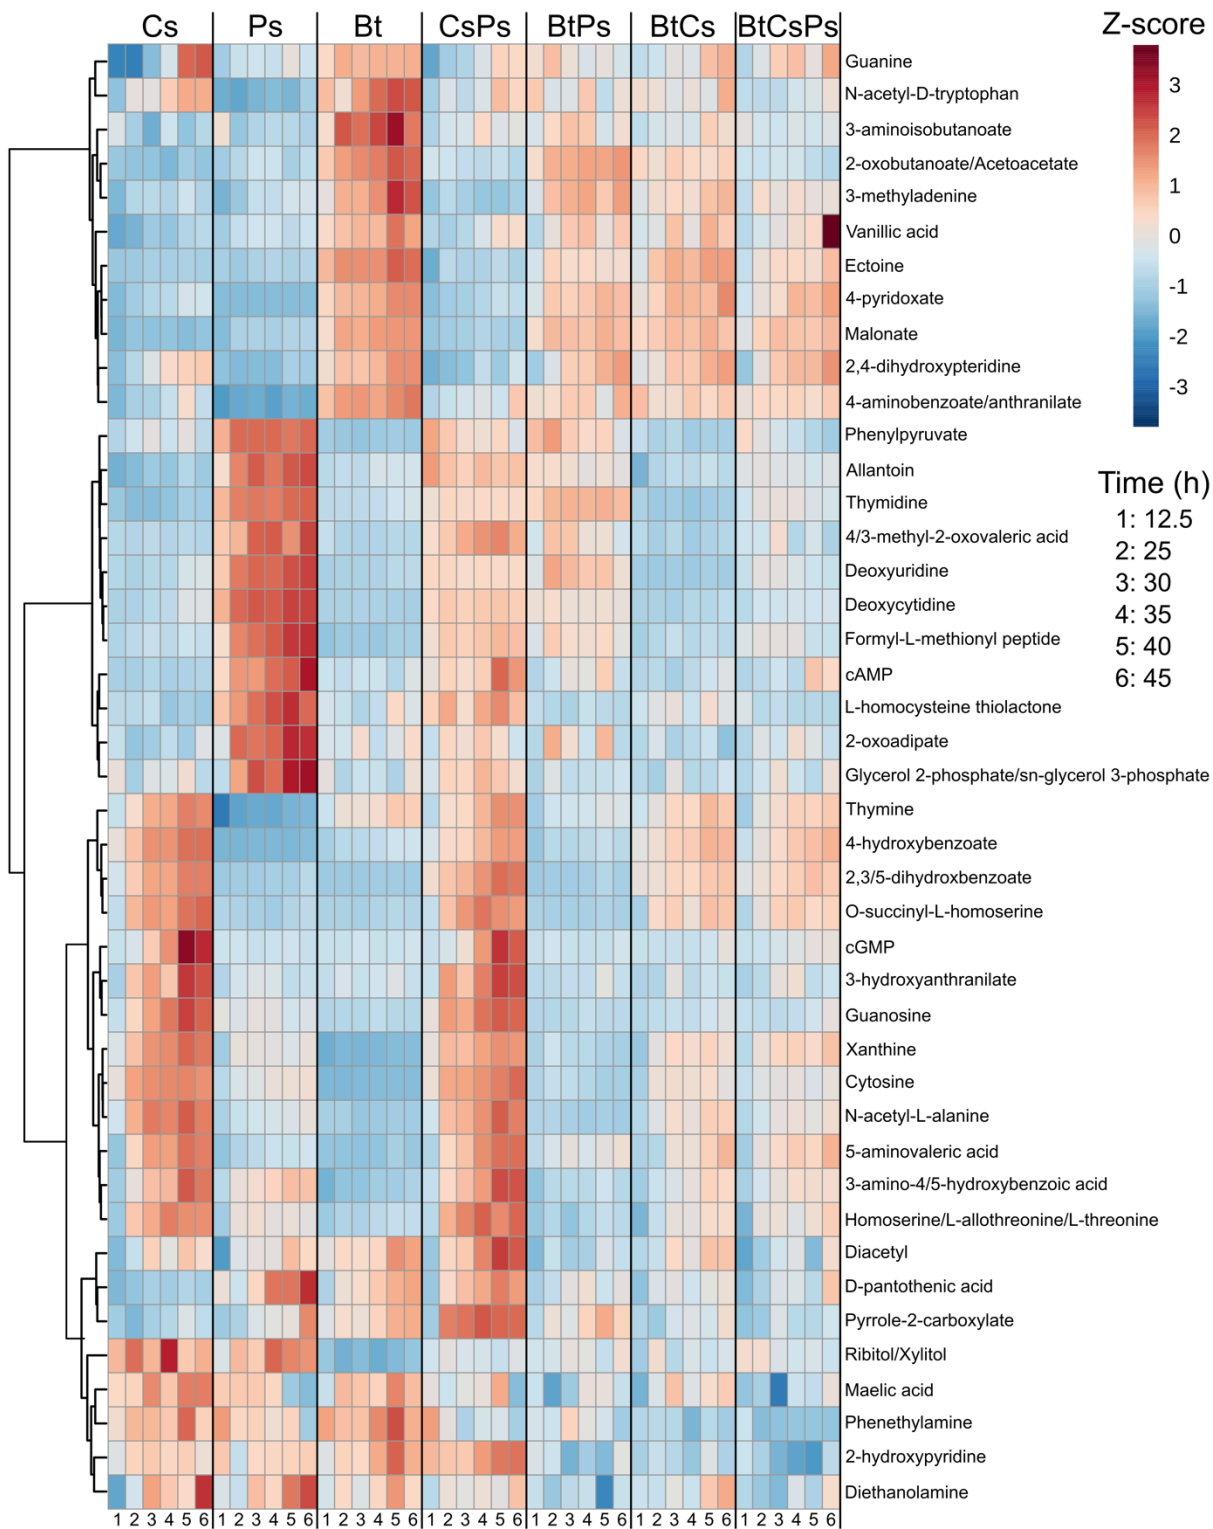 Cs Ps Bt CsPs BtPs BtCs BtCsPs
Z-score
3
2
1
0
-1
-2
-3
Time (h)
1: 12.5
2: 25
3: 30
4: 35
5: 40
6: 45
Guanine
N-acetyl-D-tryptophan
3-aminoisobutanoate
2-oxobutanoate/Acetoacetate
3-methyladenine
Vanillic acid
Ectoine
4-pyridoxate
Malonate
2,4-dihydroxypteridine
4-aminobenzoate/anthranilate
Phenylpyruvate
Allantoin
Thymidine
4/3-methyl-2-oxovaleric acid
Deoxyuridine
Deoxycytidine
Formyl-L-methionyl peptide
cAMP
L-homocysteine thiolactone
2-oxoadipate
Glycerol 2-phosphate/sn-glycerol 3-phosphate
Thymine
4-hydroxybenzoate
2,3/5-dihydroxbenzoate
O-succinyl-L-homoserine
cGMP
3-hydroxyanthranilate
Guanosine
Xanthine
Cytosine
N-acetyl-L-alanine
5-aminovaleric acid
3-amino-4/5-hydroxybenzoic acid
Homoserine/L-allothreonine/L-threonine
Diacetyl
D-pantothenic acid
Pyrrole-2-carboxylate
Ribitol/Xylitol
Maelic acid
Phenethylamine
2-hydroxypyridine
Diethanolamine
1 2 3 4 5 6 1 2 3 4 5 6 1 2 3 4 5 6 1 2 3 4 5 6 1 2 3 4 5 6 1 2 3 4 5 6 1 2 3 4 5 6